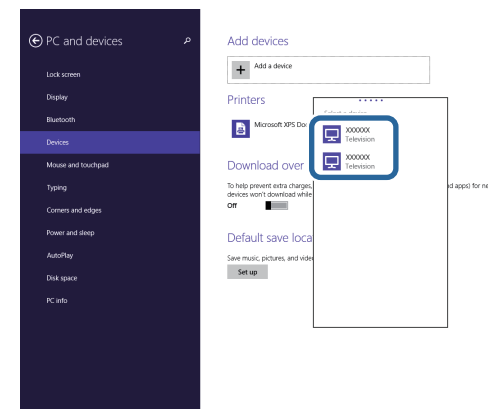 PC and devices
Lock screen
Display
Bluetooth
Devices
Mouse and touchpad
Typing
Corners and edges
Power and sleep
AutoPlay
Disk space
PC info
Add devices
Add a device
Printers
Microsoft XPS Do
Download over
To help prevent extra charges,
devices won't download while
Off
Default save loca
Save music, pictures, and vide
Set up
XXXXXX
Television
XXXXXX
Television
d apps) for ne